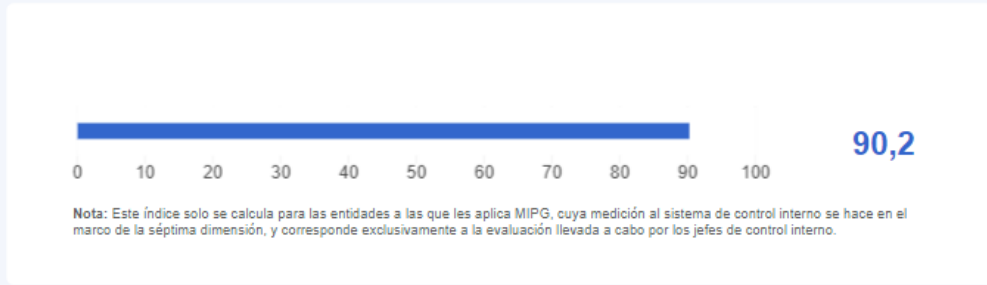 90,2
0 10 20 30 40 50 60 70 80 90 100
Nota: Este índice solo se calcula para las entidades a las que les aplica MIPG, cuya medición al sistema de control interno se hace en el
marco de la séptima dimensión, y corresponde exclusivamente a la evaluación llevada a cabo por los jefes de control interno.